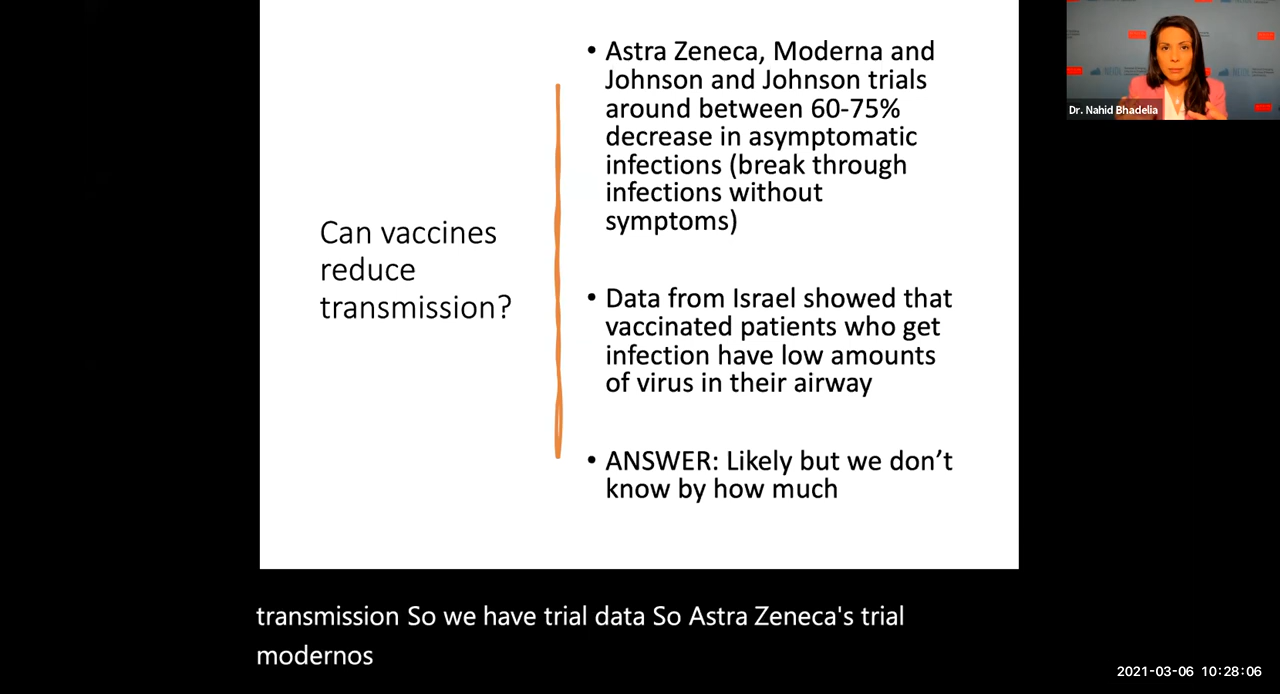 Can vaccines
reduce
transmission?
• Astra Zeneca, Moderna and
Johnson and Johnson trials
around between 60-75%
decrease in asymptomatic
infections (break through
infections without
symptoms)
• Data from Israel showed that
vaccinated patients who get
infection have low amounts
of virus in their airway
• ANSWER: Likely but we don’t
know by how much
Dr. Nahid Bhadelia
transmission So we have trial data So Astra Zeneca's trial
modernos
2021-03-06 10:28:06